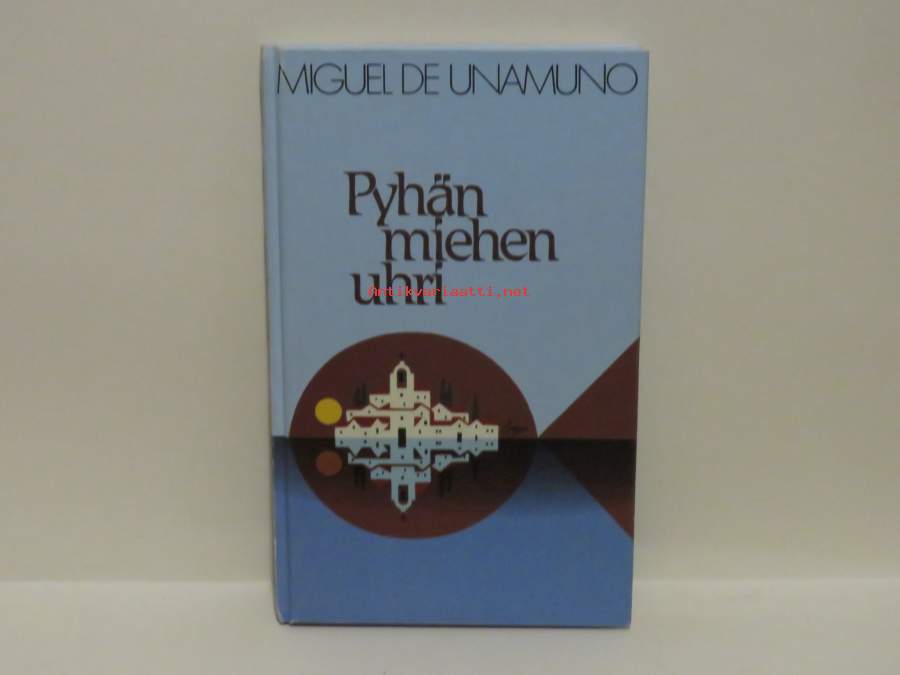 MIGUEL DE UNAMUNO
Pyhän
miehen
uhri
Antikvariaatti.net